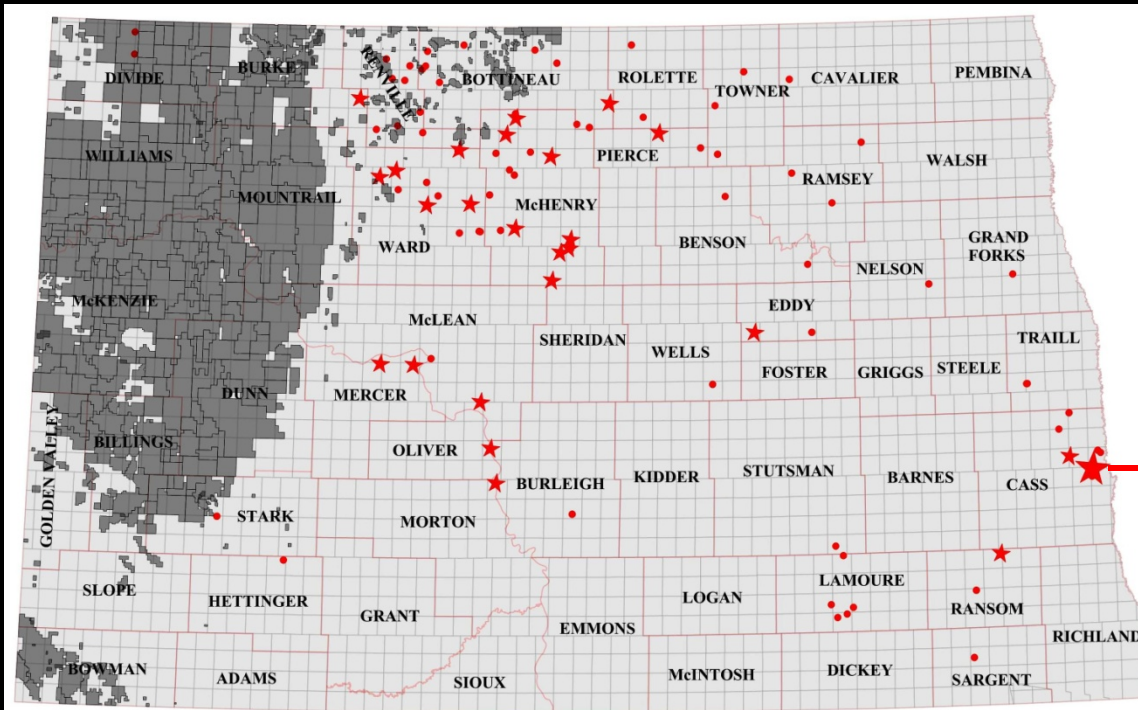 DIVIDE
BURKE
RENVILLE
BOTTINEAU
ROLETTE
TOWNER
CAVALIER
PEMBINA
WILLIAMS
MOUNTRAIL
WARD
McHENRY
PIERCE
BENSON
RAMSEY
WALSH
McKENZIE
McLEAN
SHERIDAN
WELLS
EDDY
FOSTER
NELSON
GRAND
FORKS
GRIGGS
STEELE
TRAILL
DUNN
MERCER
OLIVER
BILLINGS
GOLDEN VALLEY
STARK
MORTON
BURLEIGH
KIDDER
STUTSMAN
BARNES
CASS
SLOPE
HETTINGER
GRANT
EMMONS
LOGAN
LAMOURE
RANSOM
RICHLAND
BOWMAN
ADAMS
SIOUX
McINTOSH
DICKEY
SARGENT